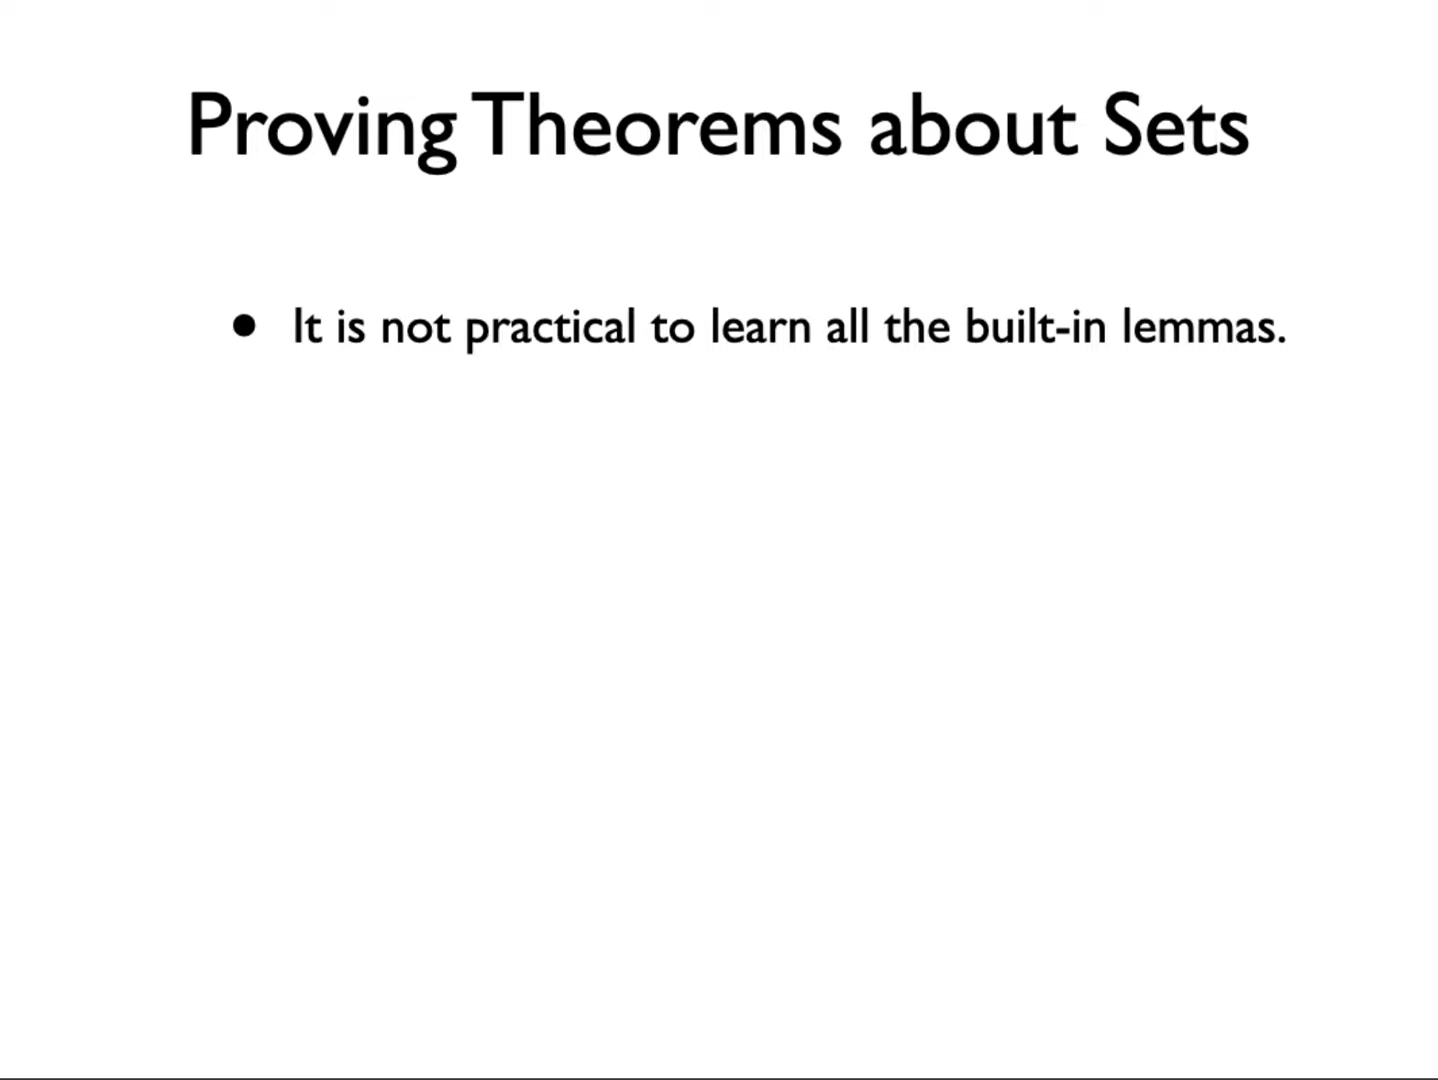 Proving Theorems about Sets
• It is not practical to learn all the built-in lemmas.